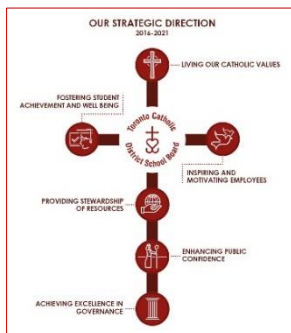 OUR STRATEGIC DIRECTION
2016-2021
LIVING OUR CATHOLIC VALUES
FOSTERING STUDENT
ACHIEVEMENT AND WELL BEING
Toronto Catholic
District School Board
INSPIRING AND
MOTIVATING EMPLOYEES
PROVIDING STEWARDSHIP
OF RESOURCES
ENHANCING PUBLIC
CONFIDENCE
ACHIEVING EXCELLENCE IN
GOVERNANCE